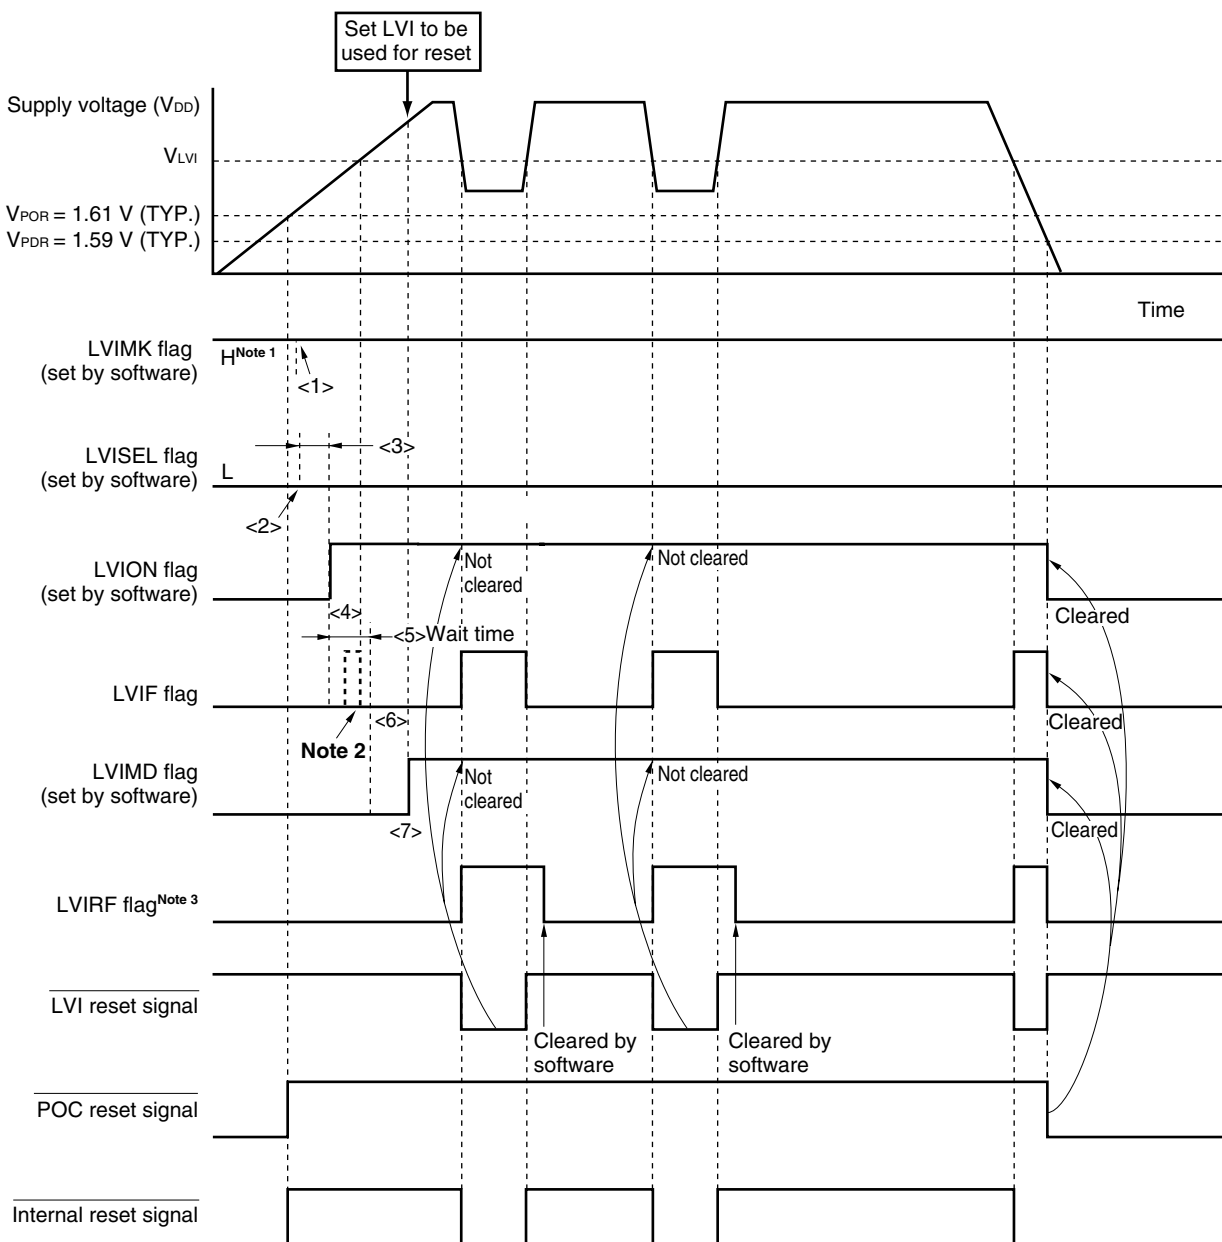 Set LVI to be
used for reset
Supply voltage (VDD)
VLVI
VPOR = 1.61 V (TYP.)
VPDR = 1.59 V (TYP.)
Time
LVIMK flag
(set by software)
H Note 1
<1>
LVISEL flag
(set by software)
<3>
L
<2>
LVION flag
(set by software)
Not
cleared
Not cleared
<4>
Cleared
<5> Wait time
LVIF flag
<6>
Note 2
Cleared
LVIMD flag
(set by software)
Not
cleared
Not cleared
<7>
Cleared
LVIRF flag Note 3
LVI reset signal
Cleared by
software
Cleared by
software
POC reset signal
Internal reset signal